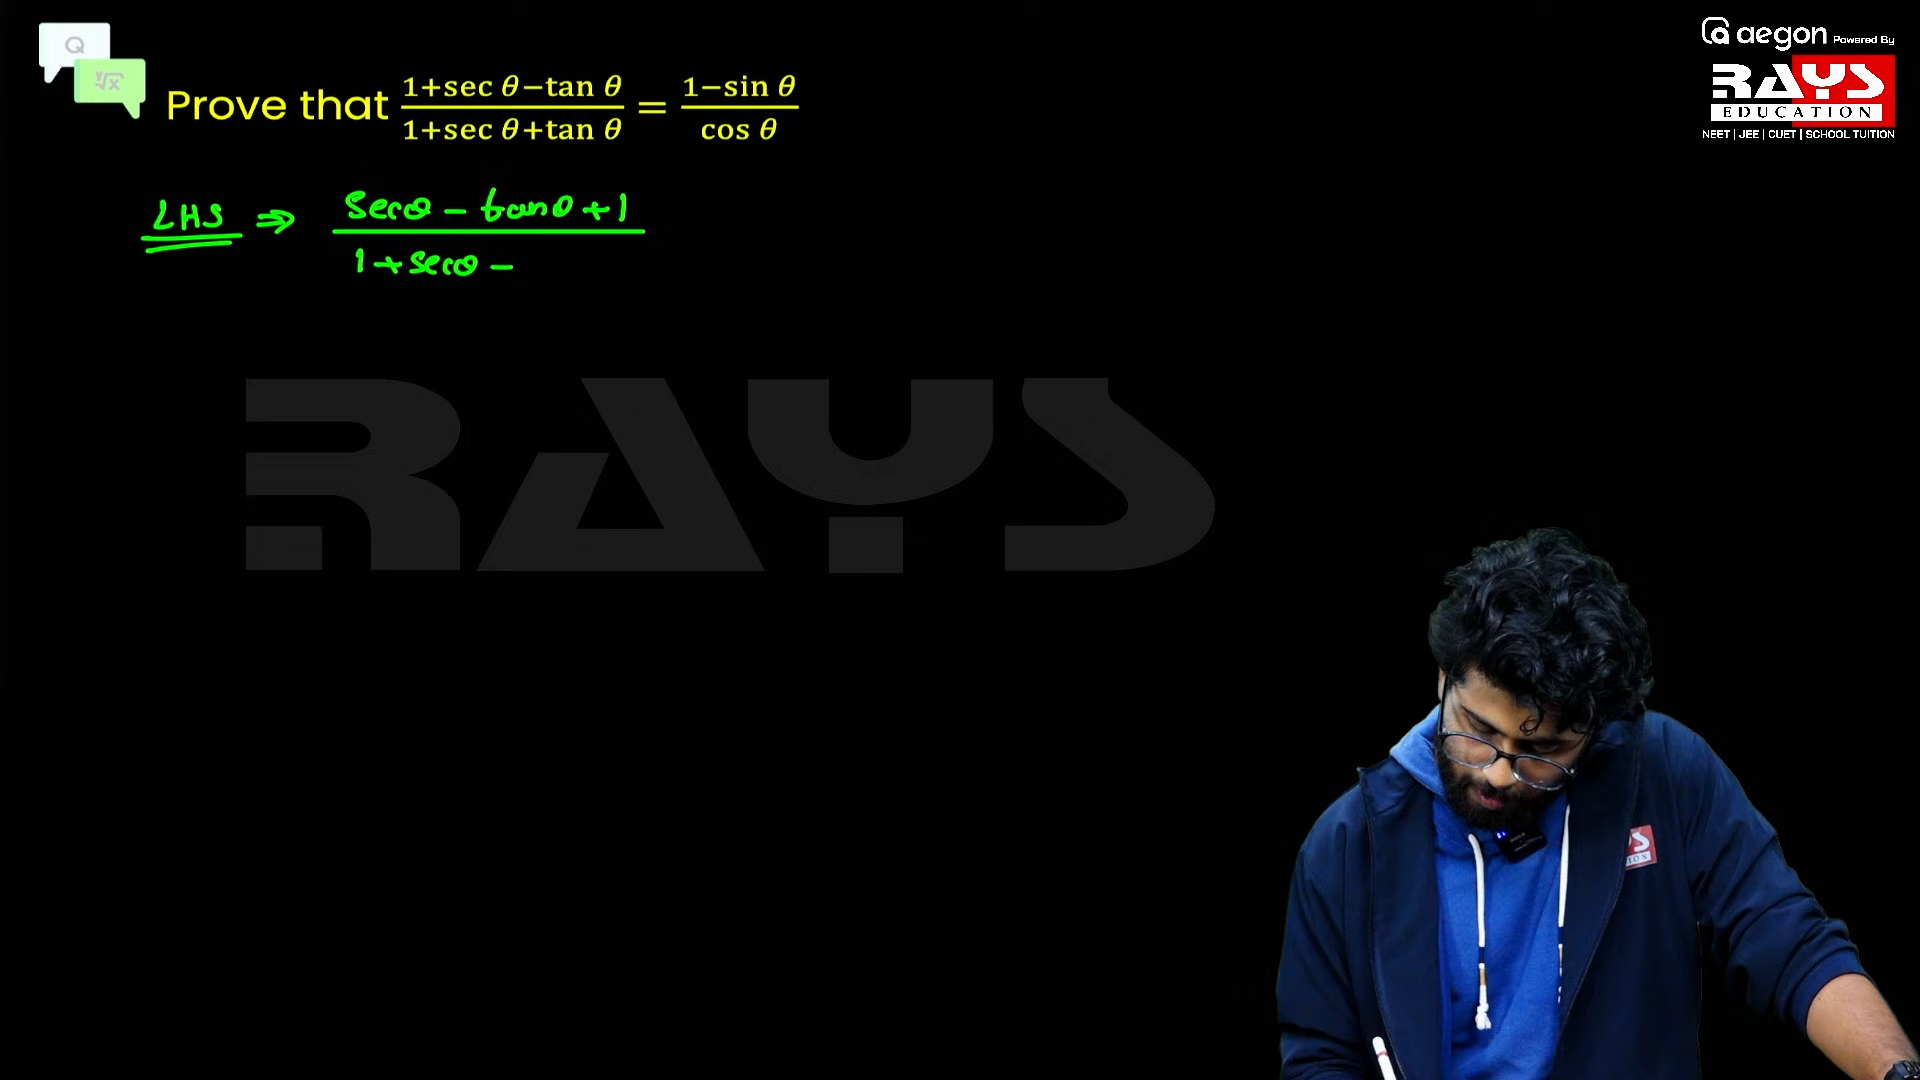 Q
aegon Powered By
RAYS
EDUCATION
NEET | JEE | CUET | SCHOOL TUITION
ʸ√x
Prove that (1+sec θ−tan θ)/(1+sec θ+tan θ) = (1−sin θ)/(cos θ)
LHS ⇒ secθ − tanθ + 1
1 + secθ −
RAYS
S
ION